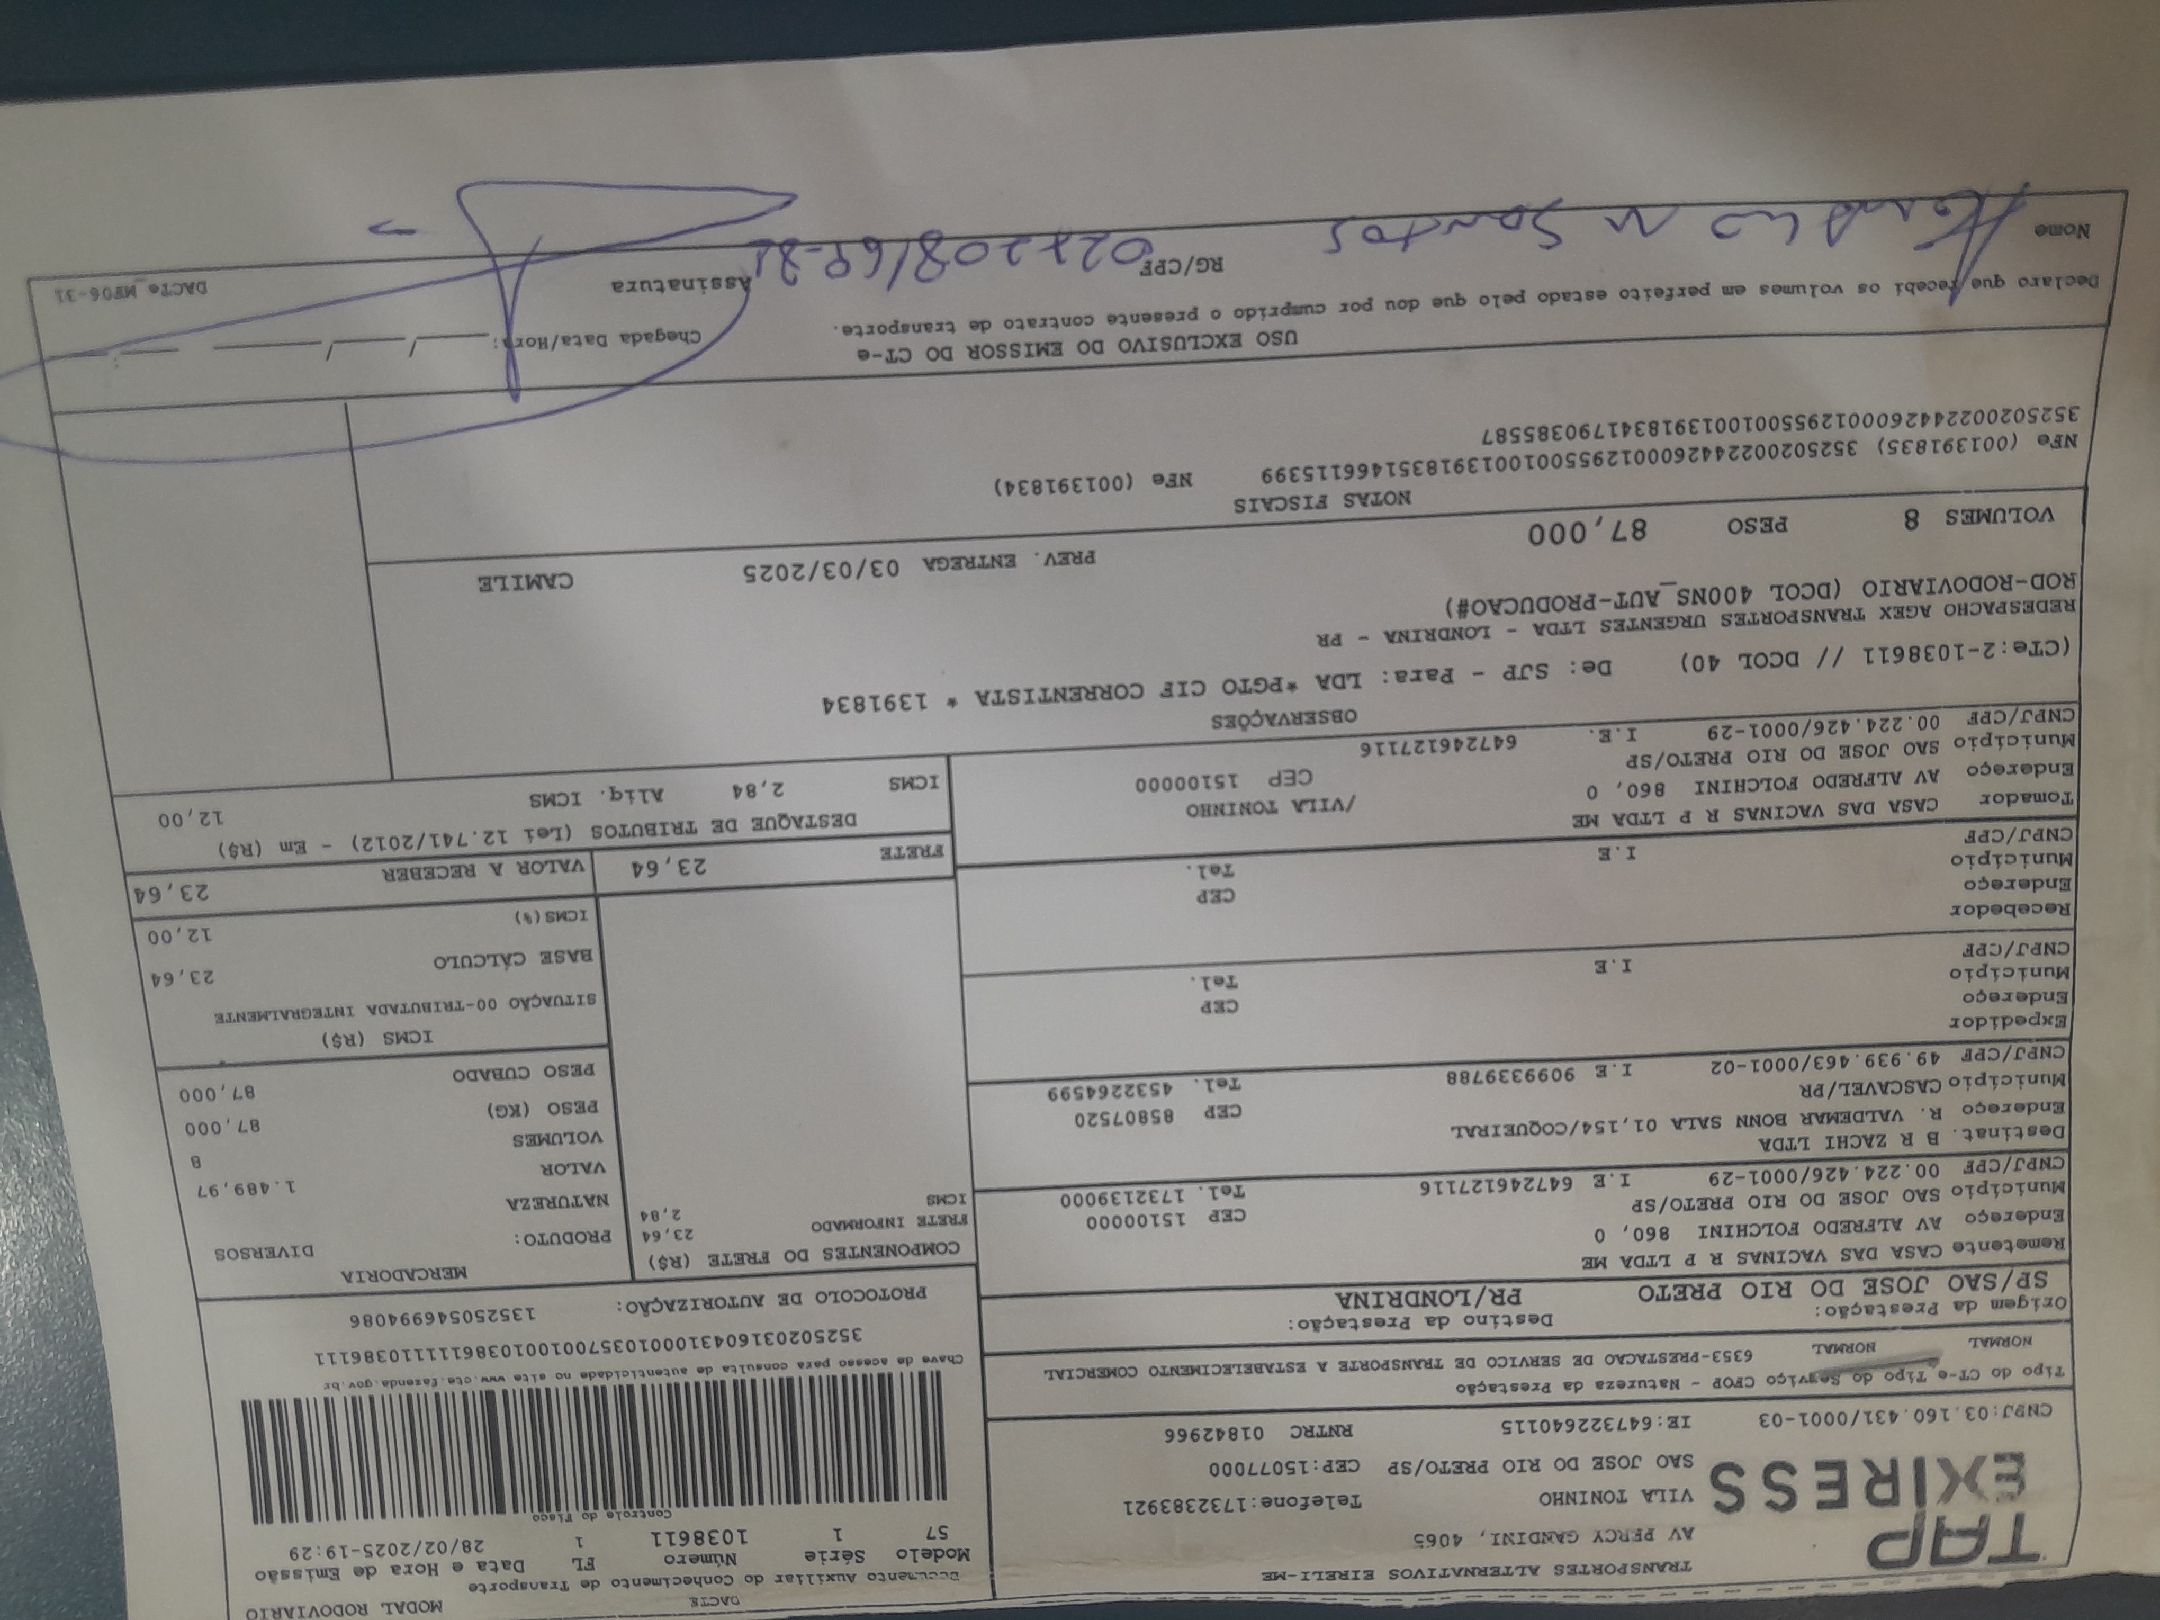 TAP
EXIRESS
TRANSPORTES ALTERNATIVOS EIRELI-ME
AV PERCY GANDINI, 4065
VILA TONINHO Telefone:1732383921
SAO JOSE DO RIO PRETO/SP CEP:15077000
CNPJ:03.160.431/0001-03 IE:647322640115 RNTRC 01842966
DACTE MODAL RODOVIARIO
Documento Auxiliar do Conhecimento de Transporte
Modelo Série Número FL Data e Hora de Emissão
57 1 1038611 1 28/02/2025-19:29
Controle do Fisco
Chave de acesso para consulta de autenticidade no site www.cte.fazenda.gov.br
PROTOCOLO DE AUTORIZAÇÃO: 135250546994086
Tipo do CT-e Tipo do Serviço CFOP - Natureza da Prestação
NORMAL NORMAL 6353-PRESTACAO DE SERVICO DE TRANSPORTE A ESTABELECIMENTO COMERCIAL
Origem da Prestação: Destino da Prestação:
SP/SAO JOSE DO RIO PRETO PR/LONDRINA
Remetente CASA DAS VACINAS R P LTDA ME
Endereço AV ALFREDO FOLCHINI 860, 0 CEP 15100000
Município SAO JOSE DO RIO PRETO/SP Tel. 1732139000
CNPJ/CPF 00.224.426/0001-29 I.E 647246127116
Destinat. B R ZACHI LTDA
Endereço R. VALDEMAR BONN SALA 01,154/COQUEIRAL CEP 85807520
Município CASCAVEL/PR Tel. 4532264599
CNPJ/CPF 49.939.463/0001-02 I.E 9099339788
Expedidor
Endereço CEP
Município Tel.
CNPJ/CPF I.E
Recebedor
Endereço CEP
Município Tel.
CNPJ/CPF I.E
Tomador CASA DAS VACINAS R P LTDA ME
Endereço AV ALFREDO FOLCHINI 860, 0 /VILA TONINHO
Município SAO JOSE DO RIO PRETO/SP CEP 15100000
CNPJ/CPF 00.224.426/0001-29 I.E. 647246127116
COMPONENTES DO FRETE (R$)
FRETE INFORMADO 23,64
ICMS 2,84
MERCADORIA
PRODUTO: DIVERSOS
NATUREZA
VALOR 1.489,97
VOLUMES 8
PESO (KG) 87,000
PESO CUBADO 87,000
ICMS (R$)
SITUAÇÃO 00-TRIBUTADA INTEGRALMENTE
BASE CÁLCULO 23,64
ICMS(%) 12,00
FRETE 23,64 VALOR A RECEBER 23,64
DESTAQUE DE TRIBUTOS (Lei 12.741/2012) - Em (R$)
ICMS 2,84 Aliq. ICMS 12,00
OBSERVAÇÕES
(CTe:2-1038611 // DCOL 40) De: SJP - Para: LDA *PGTO CIF CORRENTISTA * 1391834
REDESPACHO AGEX TRANSPORTES URGENTES LTDA - LONDRINA - PR
ROD-RODOVIARIO (DCOL 400NS_AUT-PRODUCAO#)
PREV. ENTREGA 03/03/2025 CAMILE
VOLUMES 8 PESO 87,000
NOTAS FISCAIS
NFe (001391835) 35250200224426000129550010013918351466115399 NFe (001391834)
35250200224426000129550010013918341790385587
USO EXCLUSIVO DO EMISSOR DO CT-e
Declaro que recebi os volumes em perfeito estado pelo que dou por cumprido o presente contrato de transporte.
Chegada Data/Hora: ___/___/___ ___:___
Nome RG/CPF Assinatura
SANTOS
DACTe MF06-31